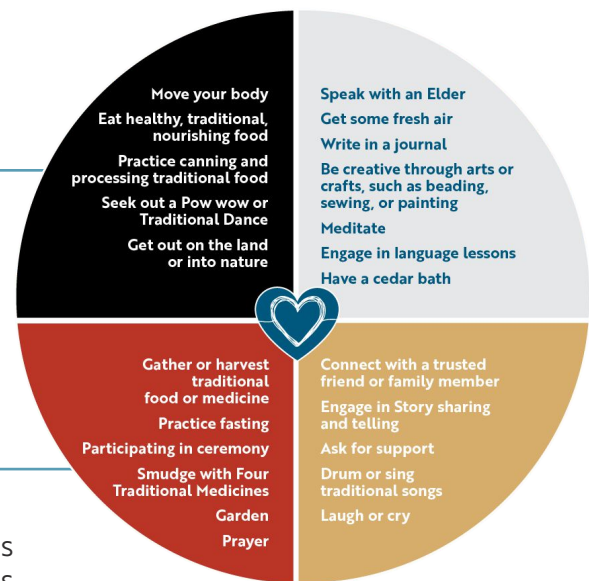 Move your body
Eat healthy, traditional,
nourishing food
Practice canning and
processing traditional food
Seek out a Pow wow or
Traditional Dance
Get out on the land
or into nature
Speak with an Elder
Get some fresh air
Write in a journal
Be creative through arts or
crafts, such as beading,
sewing, or painting
Meditate
Engage in language lessons
Have a cedar bath
Gather or harvest
traditional
food or medicine
Practice fasting
Participating in ceremony
Smudge with Four
Traditional Medicines
Garden
Prayer
Connect with a trusted
friend or family member
Engage in Story sharing
and telling
Ask for support
Drum or sing
traditional songs
Laugh or cry